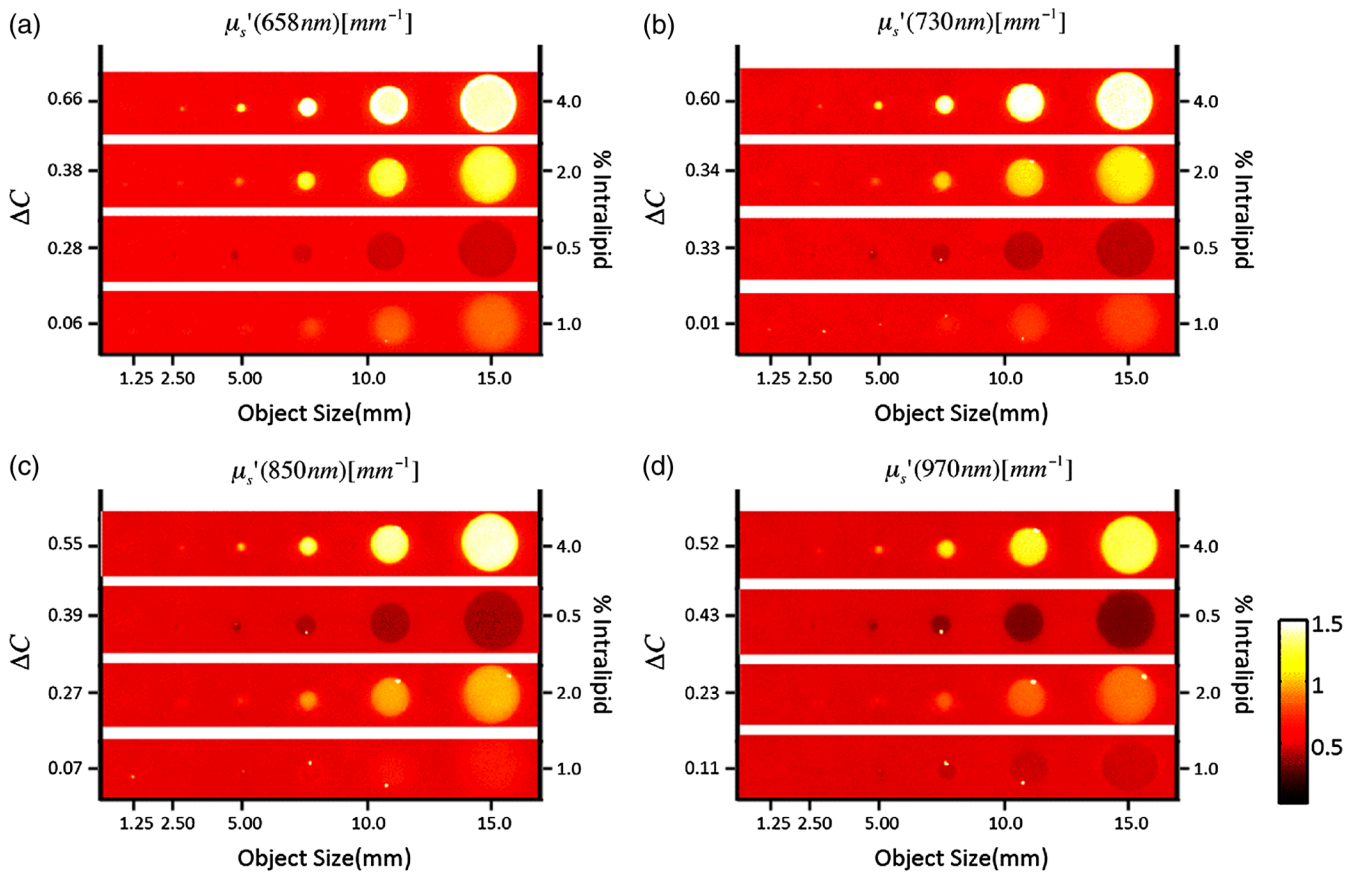 (a) μs'(658nm)[mm⁻¹]
ΔC
0.66
0.38
0.28
0.06
4.0
2.0
0.5
1.0
% Intralipid
1.25 2.50 5.00 10.0 15.0
Object Size(mm)
(b) μs'(730nm)[mm⁻¹]
ΔC
0.60
0.34
0.33
0.01
4.0
2.0
0.5
1.0
% Intralipid
1.25 2.50 5.00 10.0 15.0
Object Size(mm)
(c) μs'(850nm)[mm⁻¹]
ΔC
0.55
0.39
0.27
0.07
4.0
0.5
2.0
1.0
% Intralipid
1.25 2.50 5.00 10.0 15.0
Object Size(mm)
(d) μs'(970nm)[mm⁻¹]
ΔC
0.52
0.43
0.23
0.11
4.0
0.5
2.0
1.0
% Intralipid
1.25 2.50 5.00 10.0 15.0
Object Size(mm)
1.5
1
0.5